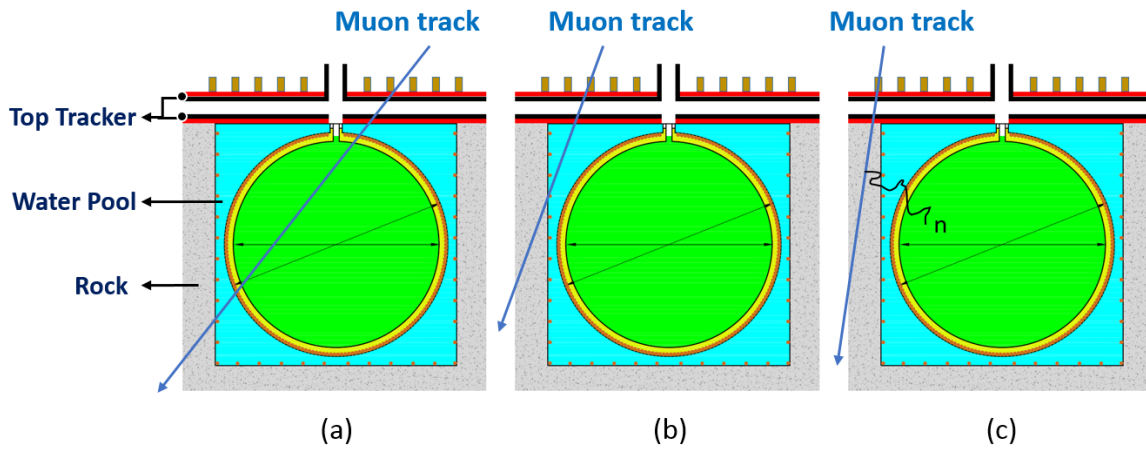 Muon track
Muon track
Muon track
Top Tracker
Water Pool
Rock
n
(a)
(b)
(c)